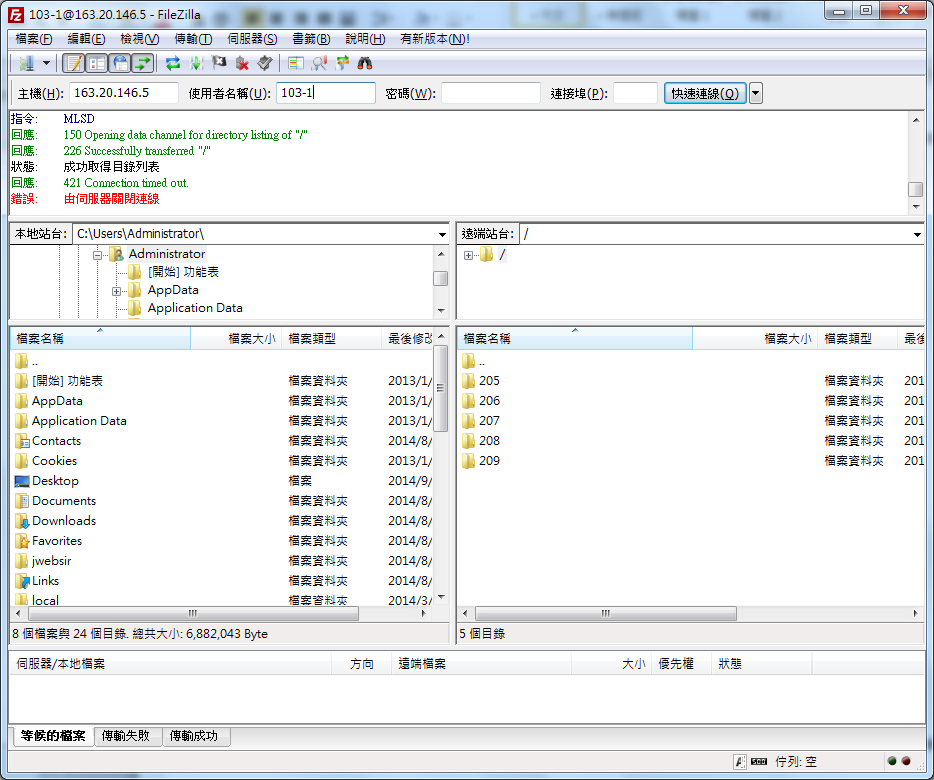 103-1@163.20.146.5 - FileZilla
檔案(F) 編輯(E) 檢視(V) 傳輸(T) 伺服器(S) 書籤(B) 說明(H) 有新版本(N)!
主機(H): 163.20.146.5 使用者名稱(U): 103-1 密碼(W): 連接埠(P): 快速連線(Q)
指令: MLSD
回應: 150 Opening data channel for directory listing of "/"
回應: 226 Successfully transferred "/"
狀態: 成功取得目錄列表
回應: 421 Connection timed out.
錯誤: 由伺服器關閉連線
本地站台: C:\Users\Administrator\
Administrator
[開始] 功能表
AppData
Application Data
遠端站台: /
/
檔案名稱 檔案大小 檔案類型 最後修改
..
[開始] 功能表 檔案資料夾 2013/1/
AppData 檔案資料夾 2013/1/
Application Data 檔案資料夾 2013/1/
Contacts 檔案資料夾 2014/8/
Cookies 檔案資料夾 2013/1/
Desktop 檔案 2014/9/
Documents 檔案資料夾 2014/8/
Downloads 檔案資料夾 2014/8/
Favorites 檔案資料夾 2014/8/
jwebsir 檔案資料夾 2014/8/
Links 檔案資料夾 2014/8/
local 檔案資料夾 2014/3/
8 個檔案與 24 個目錄. 總共大小: 6,882,043 Byte
檔案名稱 檔案大小 檔案類型 最後
..
205 檔案資料夾 201
206 檔案資料夾 201
207 檔案資料夾 201
208 檔案資料夾 201
209 檔案資料夾 201
5 個目錄
伺服器/本地檔案 方向 遠端檔案 大小 優先權 狀態
等候的檔案 傳輸失敗 傳輸成功
佇列: 空